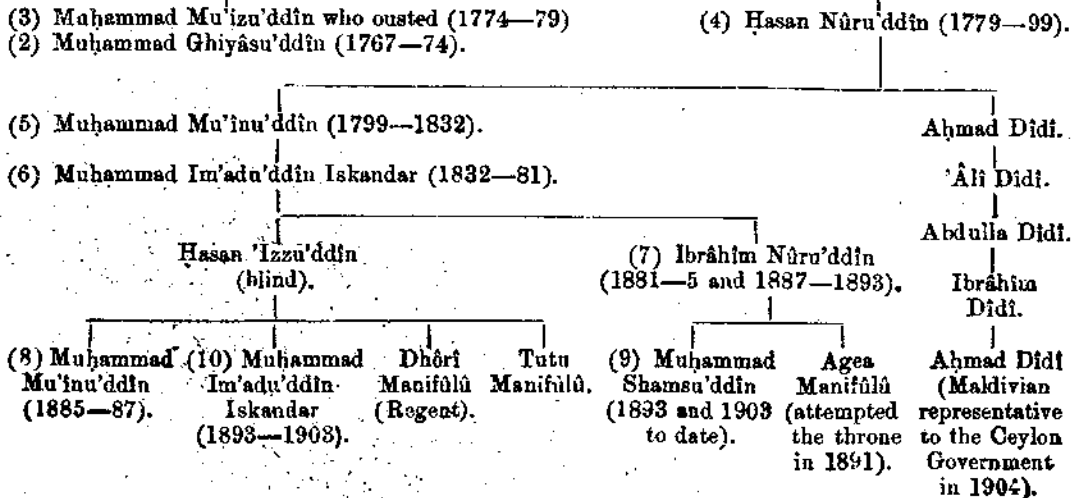 (3) Muḥammad Mu'izu'ddîn who ousted (1774—79)
(2) Muḥammad Ghiyâsu'ddîn (1767—74).
(4) Ḥasan Nûru'ddîn (1779—99).
(5) Muḥammad Mu'înu'ddîn (1799—1832).
Aḥmad Dîdî.
(6) Muḥammad Im'adu'ddîn Iskandar (1832—81).
'Âlî Dîdî.
Abdulla Dîdî.
Ḥasan 'Izzu'ddîn
(blind).
(7) Ibrâhîm Nûru'ddîn
(1881—5 and 1887—1893).
Ibrâhîm
Dîdî.
(8) Muḥammad
Mu'înu'ddîn
(1885—87).
(10) Muḥammad
Im'adu'ddîn
Iskandar
(1893—1903).
Dhôrî
Manifûlû
(Regent).
Tutu
Manifûlû.
(9) Muḥammad
Shamsu'ddîn
(1893 and 1903
to date).
Agea
Manifûlû
(attempted
the throne
in 1891).
Aḥmad Dîdî
(Maldivian
representative
to the Ceylon
Government
in 1904).